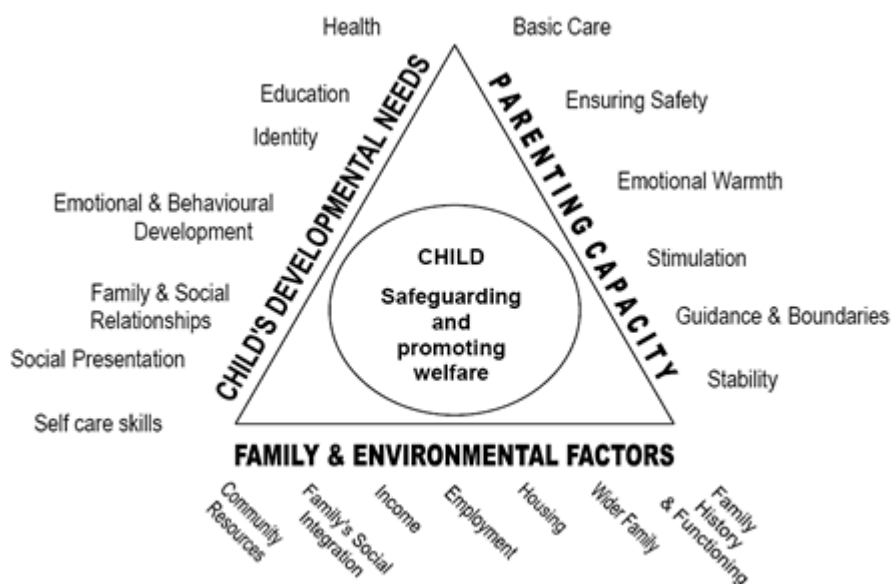 Health
Education
Identity
Emotional & Behavioural
Development
Family & Social
Relationships
Social Presentation
Self care skills
CHILD'S DEVELOPMENTAL NEEDS
Basic Care
Ensuring Safety
Emotional Warmth
Stimulation
Guidance & Boundaries
Stability
PARENTING CAPACITY
CHILD
Safeguarding
and
promoting
welfare
FAMILY & ENVIRONMENTAL FACTORS
Community
Resources
Family's Social
Integration
Income
Employment
Housing
Wider Family
Family
History
& Functioning